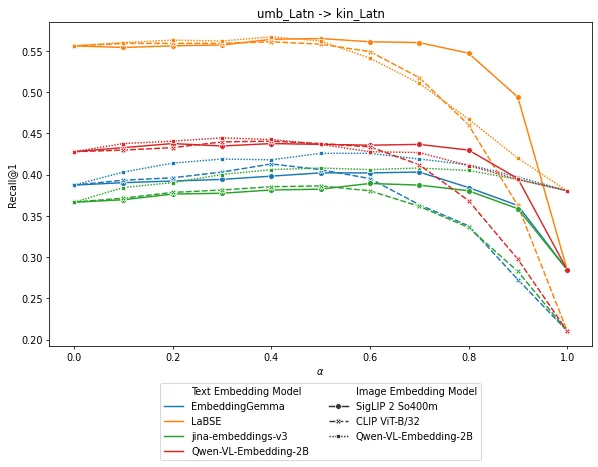 umb_Latn -> kin_Latn
Recall@1
0.55
0.50
0.45
0.40
0.35
0.30
0.25
0.20
0.0 0.2 0.4 0.6 0.8 1.0
α
Text Embedding Model Image Embedding Model
EmbeddingGemma SigLIP 2 So400m
LaBSE CLIP ViT-B/32
jina-embeddings-v3 Qwen-VL-Embedding-2B
Qwen-VL-Embedding-2B